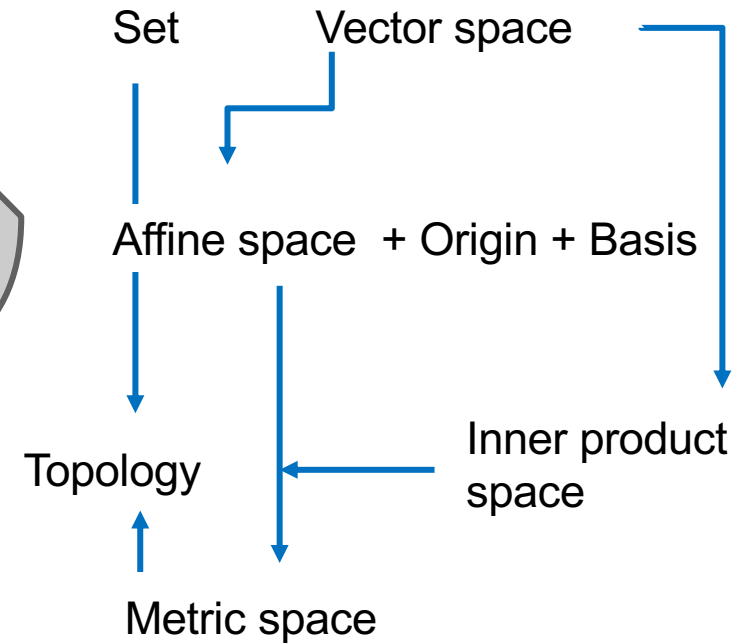 Set
Vector space
Affine space + Origin + Basis
Inner product
space
Topology
Metric space